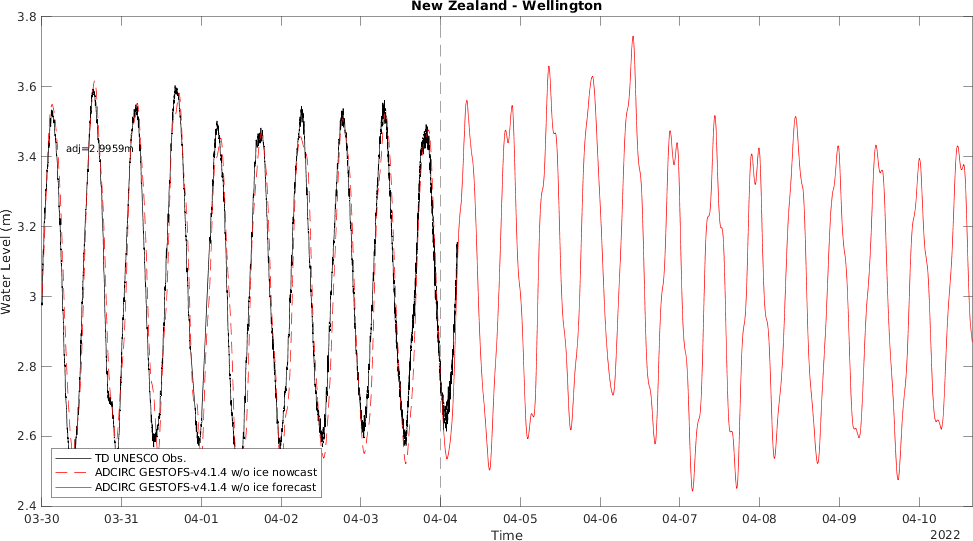 New Zealand - Wellington
3.8
3.6
3.4
3.2
3
2.8
2.6
2.4
Water Level (m)
adj=2.9959m
TD UNESCO Obs.
ADCIRC GESTOFS-v4.1.4 w/o ice nowcast
ADCIRC GESTOFS-v4.1.4 w/o ice forecast
03-30 03-31 04-01 04-02 04-03 04-04 04-05 04-06 04-07 04-08 04-09 04-10
Time
2022